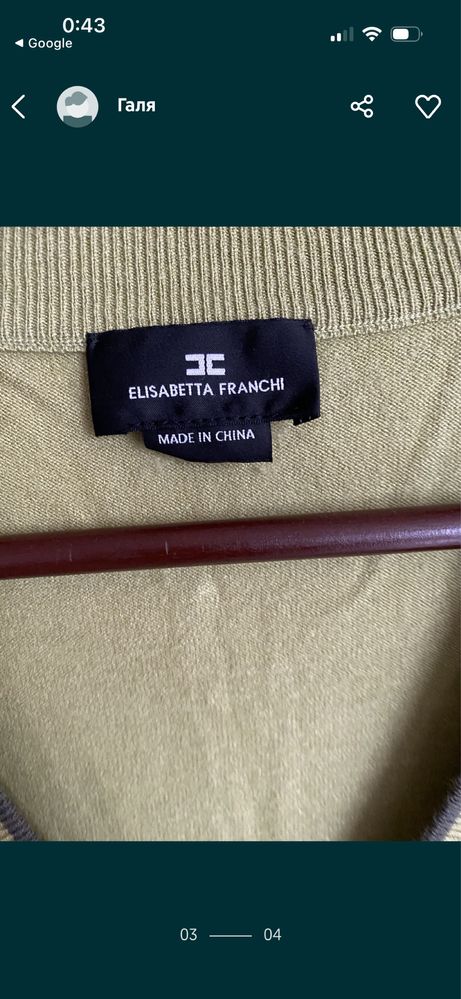 0:43
◀ Google
Галя
ELISABETTA FRANCHI
MADE IN CHINA
03
04